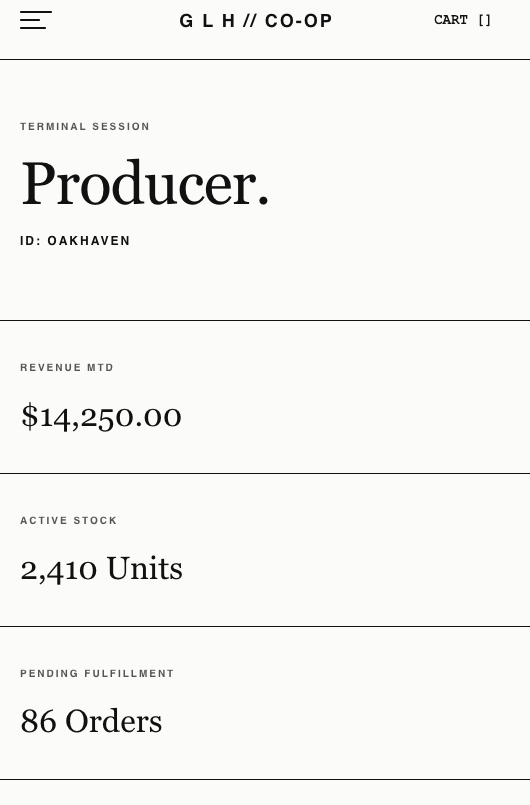 G L H // CO-OP
CART []
TERMINAL SESSION
Producer.
ID: OAKHAVEN
REVENUE MTD
$14,250.00
ACTIVE STOCK
2,410 Units
PENDING FULFILLMENT
86 Orders